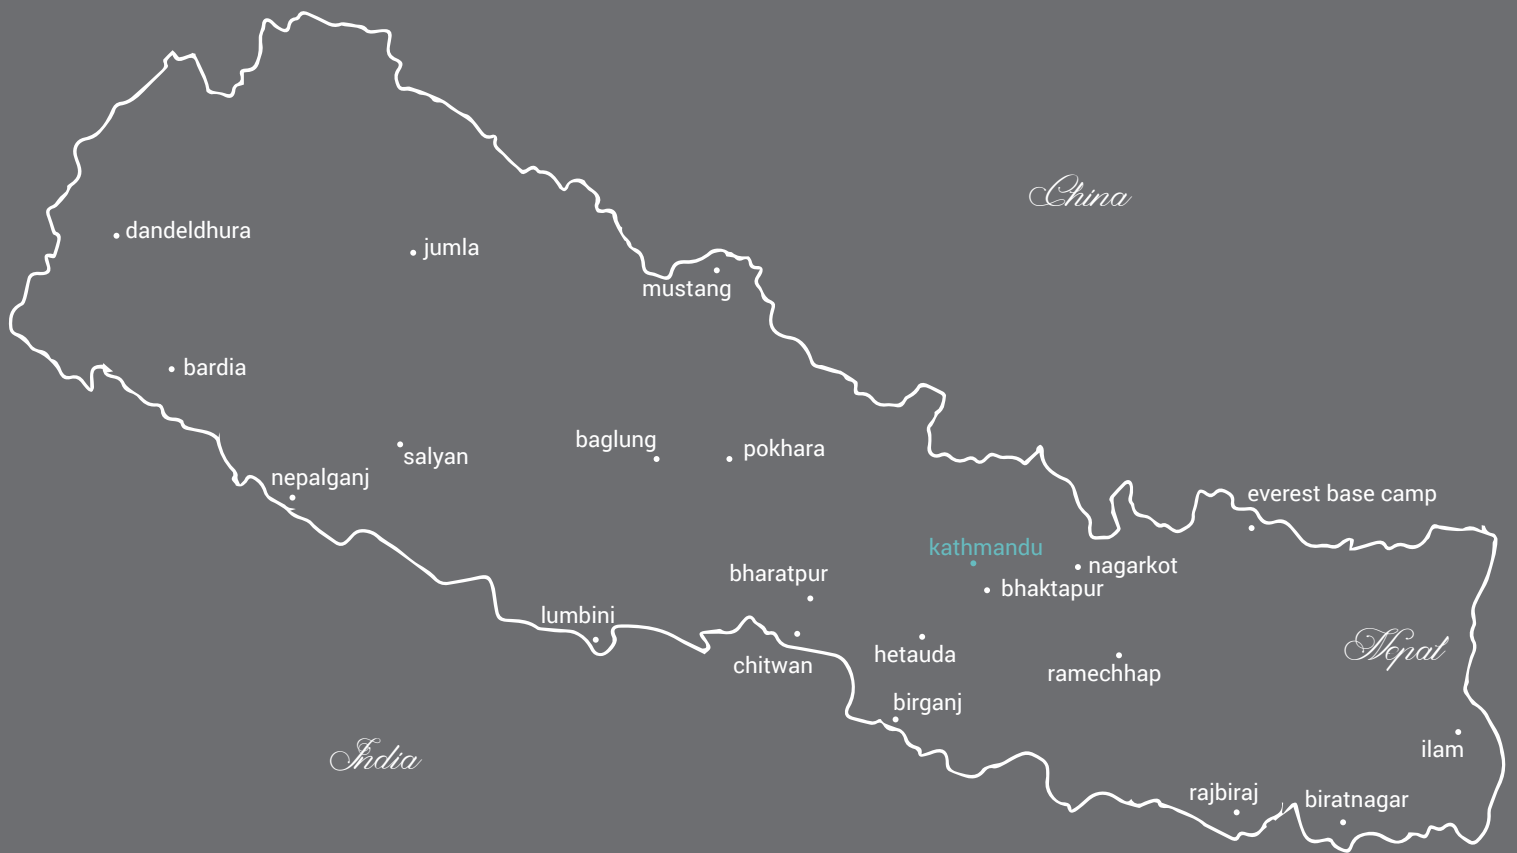 China
dandeldhura
jumla
mustang
bardia
baglung
pokhara
salyan
nepalganj
everest base camp
kathmandu
nagarkot
bharatpur
bhaktapur
lumbini
Nepal
hetauda
chitwan
ramechhap
birganj
ilam
India
rajbiraj
biratnagar